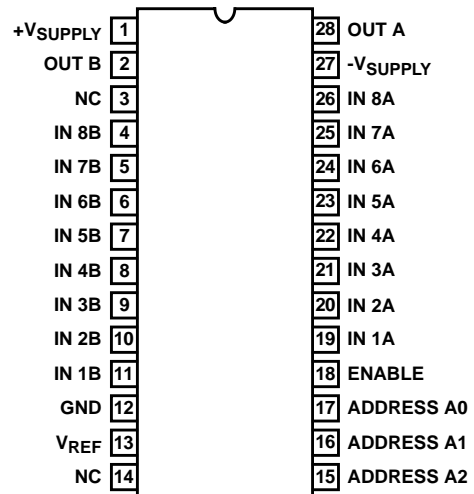 +VSUPPLY 1 28 OUT A
OUT B 2 27 -VSUPPLY
NC 3 26 IN 8A
IN 8B 4 25 IN 7A
IN 7B 5 24 IN 6A
IN 6B 6 23 IN 5A
IN 5B 7 22 IN 4A
IN 4B 8 21 IN 3A
IN 3B 9 20 IN 2A
IN 2B 10 19 IN 1A
IN 1B 11 18 ENABLE
GND 12 17 ADDRESS A0
VREF 13 16 ADDRESS A1
NC 14 15 ADDRESS A2